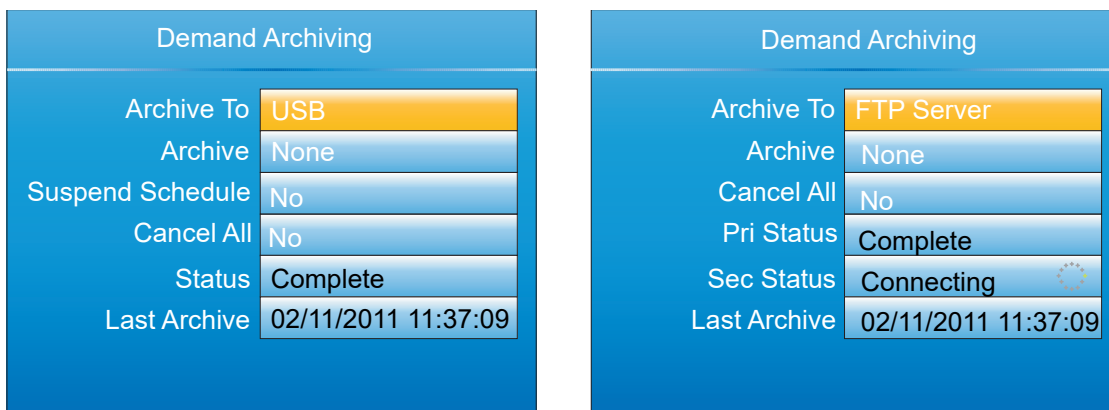 Demand Archiving
Archive To USB
Archive None
Suspend Schedule No
Cancel All No
Status Complete
Last Archive 02/11/2011 11:37:09
Demand Archiving
Archive To FTP Server
Archive None
Cancel All No
Pri Status Complete
Sec Status Connecting
Last Archive 02/11/2011 11:37:09